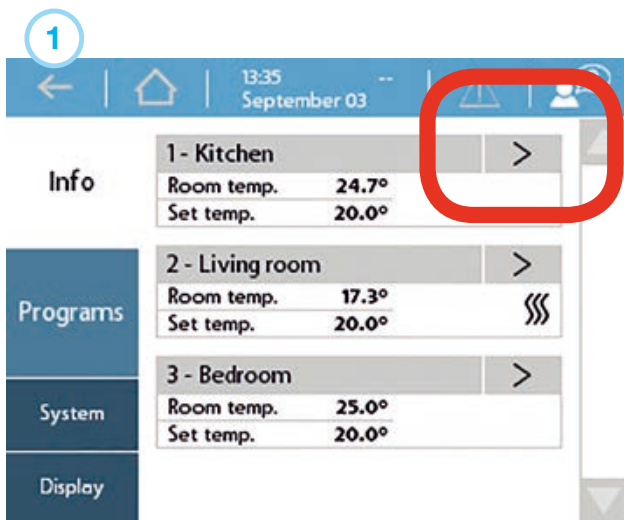 1
13:35 --
September 03
Info
1 - Kitchen >
Room temp. 24.7°
Set temp. 20.0°
Programs
2 - Living room >
Room temp. 17.3°
Set temp. 20.0°
System
3 - Bedroom >
Room temp. 25.0°
Set temp. 20.0°
Display